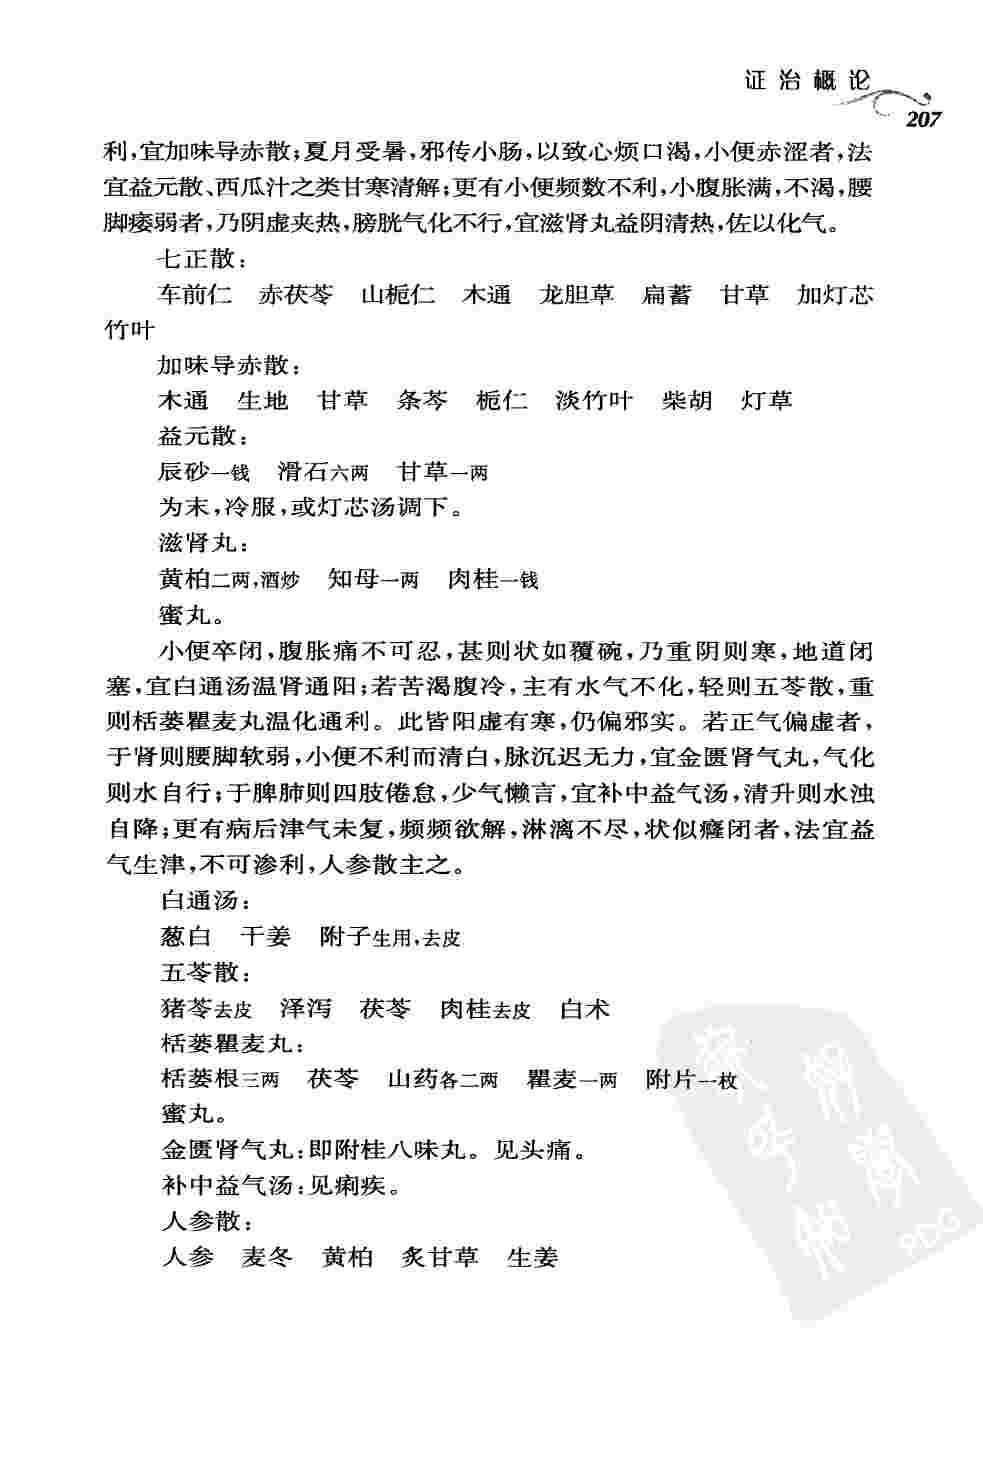 证治概论
207
利,宜加味导赤散;夏月受暑,邪传小肠,以致心烦口渴,小便赤涩者,法
宜益元散、西瓜汁之类甘寒清解;更有小便频数不利,小腹胀满,不渴,腰
脚痿弱者,乃阴虚夹热,膀胱气化不行,宜滋肾丸益阴清热,佐以化气。
七正散:
车前仁 赤茯苓 山栀仁 木通 龙胆草 扁蓄 甘草 加灯芯
竹叶
加味导赤散:
木通 生地 甘草 条芩 栀仁 淡竹叶 柴胡 灯草
益元散:
辰砂一钱 滑石六两 甘草一两
为末,冷服,或灯芯汤调下。
滋肾丸:
黄柏二两,酒炒 知母一两 肉桂一钱
蜜丸。
小便卒闭,腹胀痛不可忍,甚则状如覆碗,乃重阴则寒,地道闭
塞,宜白通汤温肾通阳;若苦渴腹冷,主有水气不化,轻则五苓散,重
则栝蒌瞿麦丸温化通利。此皆阳虚有寒,仍偏邪实。若正气偏虚者,
于肾则腰脚软弱,小便不利而清白,脉沉迟无力,宜金匮肾气丸,气化
则水自行;于脾肺则四肢倦怠,少气懒言,宜补中益气汤,清升则水浊
自降;更有病后津气未复,频频欲解,淋漓不尽,状似癃闭者,法宜益
气生津,不可渗利,人参散主之。
白通汤:
葱白 干姜 附子生用,去皮
五苓散:
猪苓去皮 泽泻 茯苓 肉桂去皮 白术
栝蒌瞿麦丸:
栝蒌根三两 茯苓 山药各二两 瞿麦一两 附片一枚
蜜丸。
金匮肾气丸:即附桂八味丸。见头痛。
补中益气汤:见痢疾。
人参散:
人参 麦冬 黄柏 炙甘草 生姜
PDG